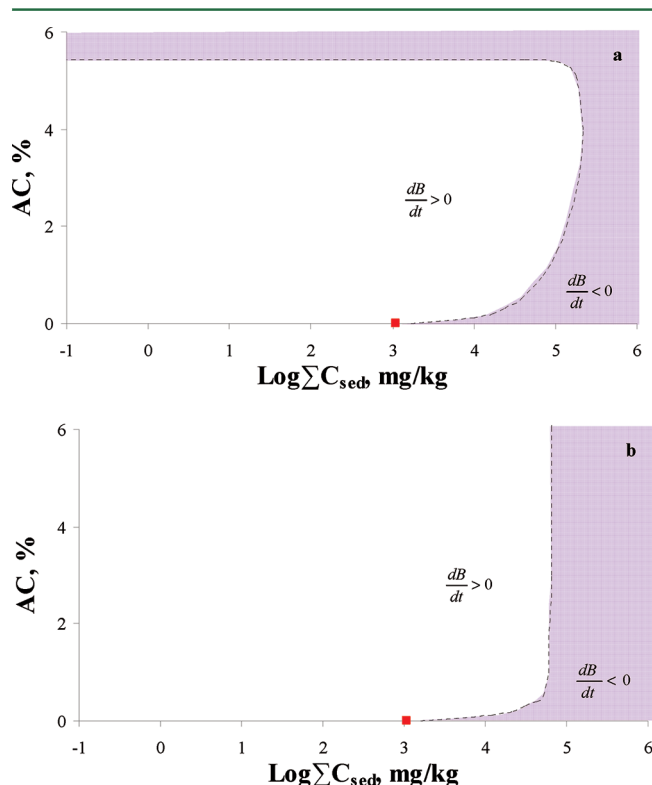 6
a
4
AC, %
dB/dt > 0
2
dB/dt < 0
0
-1 0 1 2 3 4 5 6
Log∑C_sed, mg/kg
6
b
4
AC, %
dB/dt > 0
2
dB/dt < 0
0
-1 0 1 2 3 4 5 6
Log∑C_sed, mg/kg